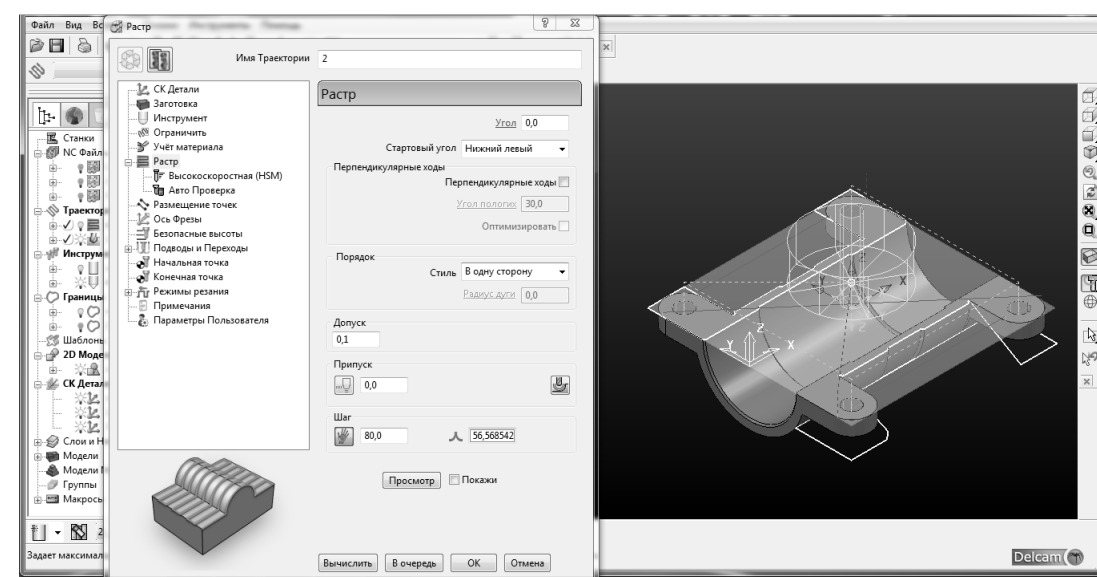 Файл Вид
Растр
Имя Траектории 2
СК Детали
Заготовка
Инструмент
Ограничить
Учёт материала
Растр
Высокоскоростная (HSM)
Авто Проверка
Размещение точек
Ось Фрезы
Безопасные высоты
Подводы и Переходы
Начальная точка
Конечная точка
Режимы резания
Примечания
Параметры Пользователя
Станки
NC Файл
Траектор
Инструм
Границы
Шаблонь
2D Моде
СК Детал
Слои и Н
Модели
Модели
Группы
Макрось
Растр
Угол 0,0
Стартовый угол Нижний левый
Перпендикулярные ходы
Перпендикулярные ходы
Угол пологих 30,0
Оптимизировать
Порядок
Стиль В одну сторону
Радиус дуги 0,0
Допуск
0,1
Припуск
0,0
Шаг
80,0 56,568542
Просмотр Покажи
Вычислить В очередь OK Отмена
Задает максимал
Z
Y X
X
Delcam